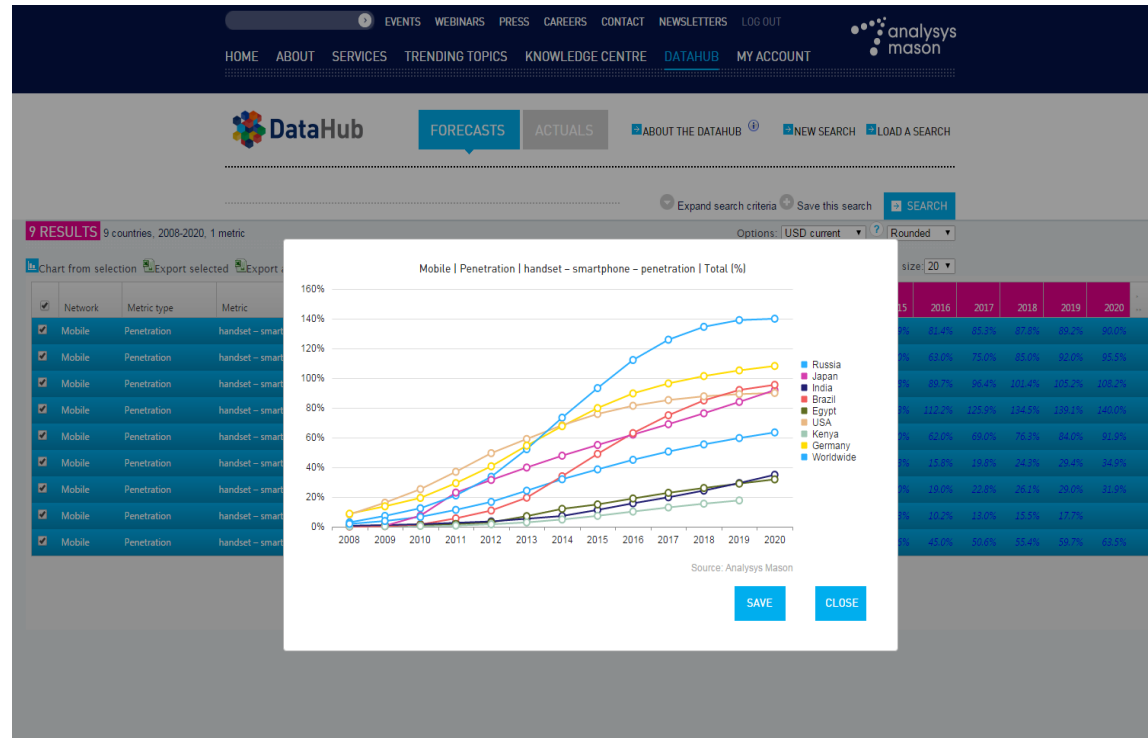 EVENTS WEBINARS PRESS CAREERS CONTACT NEWSLETTERS LOG OUT
analysys mason
HOME ABOUT SERVICES TRENDING TOPICS KNOWLEDGE CENTRE DATAHUB MY ACCOUNT
DataHub FORECASTS ACTUALS ABOUT THE DATAHUB NEW SEARCH LOAD A SEARCH
Expand search criteria Save this search SEARCH
9 RESULTS 9 countries, 2008-2020, 1 metric Options: USD current ? Rounded
Chart from selection Export selected Export size: 20
Network Metric type Metric 15 2016 2017 2018 2019 2020
Mobile Penetration handset – smart 81.4% 85.3% 87.8% 89.2% 90.0%
Mobile Penetration handset – smart 63.0% 75.0% 85.0% 92.0% 95.5%
Mobile Penetration handset – smart 89.7% 96.4% 101.4% 105.2% 108.2%
Mobile Penetration handset – smart 112.2% 125.9% 134.5% 139.1% 140.0%
Mobile Penetration handset – smart 62.0% 69.0% 76.3% 84.0% 91.9%
Mobile Penetration handset – smart 15.8% 19.8% 24.3% 29.4% 34.9%
Mobile Penetration handset – smart 19.0% 22.8% 26.1% 29.0% 31.9%
Mobile Penetration handset – smart 10.2% 13.0% 15.5% 17.7%
Mobile Penetration handset – smart 45.0% 50.6% 55.4% 59.7% 63.5%
Mobile | Penetration | handset – smartphone – penetration | Total (%)
160%
140%
120%
100%
80%
60%
40%
20%
0%
2008 2009 2010 2011 2012 2013 2014 2015 2016 2017 2018 2019 2020
Russia
Japan
India
Brazil
Egypt
USA
Kenya
Germany
Worldwide
Source: Analysys Mason
SAVE CLOSE